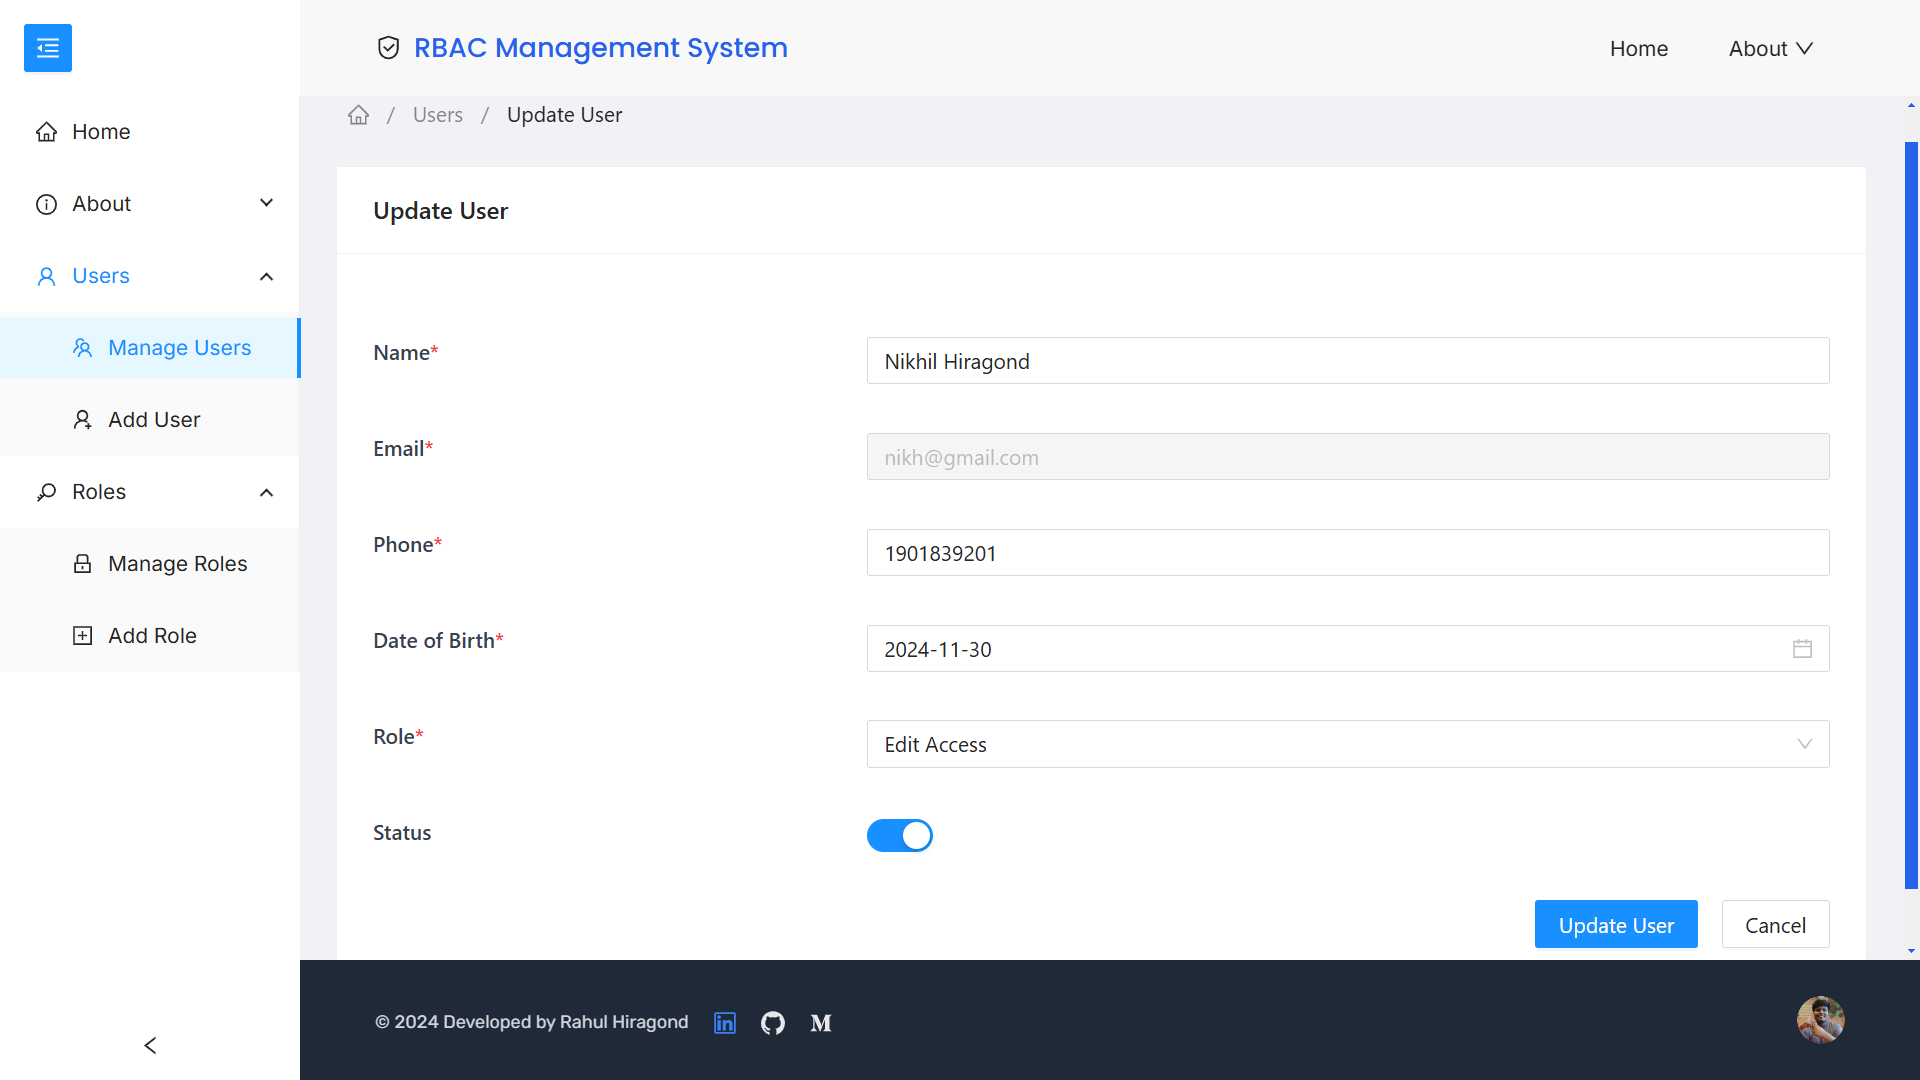 RBAC Management System
Home
About
Home
About
Users
Manage Users
Add User
Roles
Manage Roles
Add Role
/ Users / Update User
Update User
Name*
Nikhil Hiragond
Email*
nikh@gmail.com
Phone*
1901839201
Date of Birth*
2024-11-30
Role*
Edit Access
Status
Update User
Cancel
© 2024 Developed by Rahul Hiragond
in
M